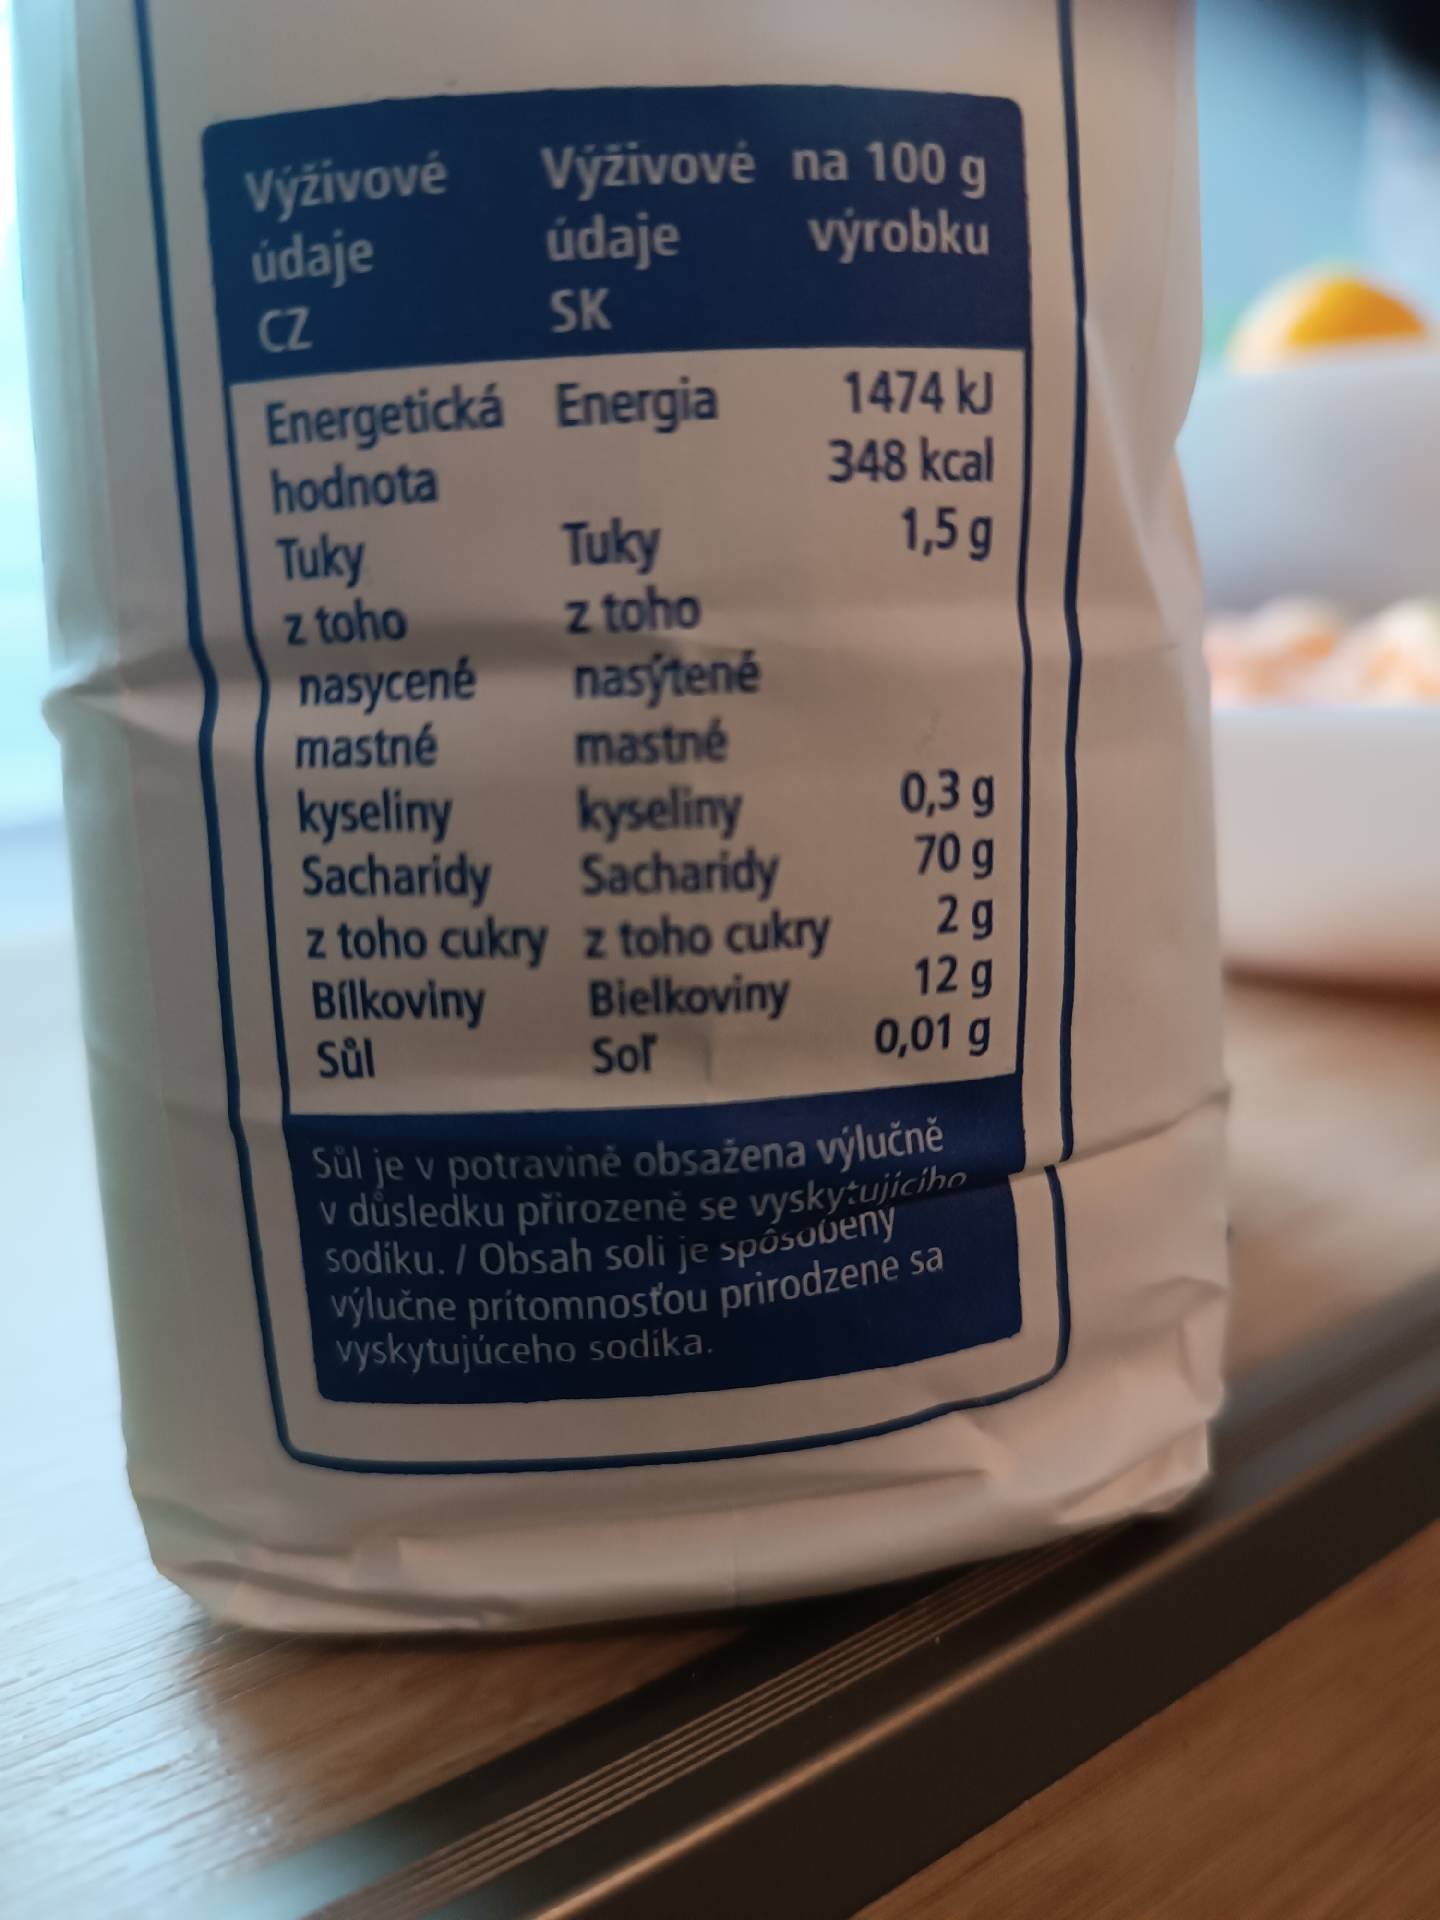 Výživové Výživové na 100 g
údaje údaje výrobku
CZ SK
Energetická Energia 1474 kJ
hodnota 348 kcal
Tuky Tuky 1,5 g
z toho z toho
nasycené nasýtené
mastné mastné
kyseliny kyseliny 0,3 g
Sacharidy Sacharidy 70 g
z toho cukry z toho cukry 2 g
Bílkoviny Bielkoviny 12 g
Sůl Soľ 0,01 g
Sůl je v potravině obsažena výlučně
v důsledku přirozeně se vyskytujícího
sodíku. / Obsah soli je spôsobený
výlučne prítomnosťou prirodzene sa
vyskytujúceho sodíka.